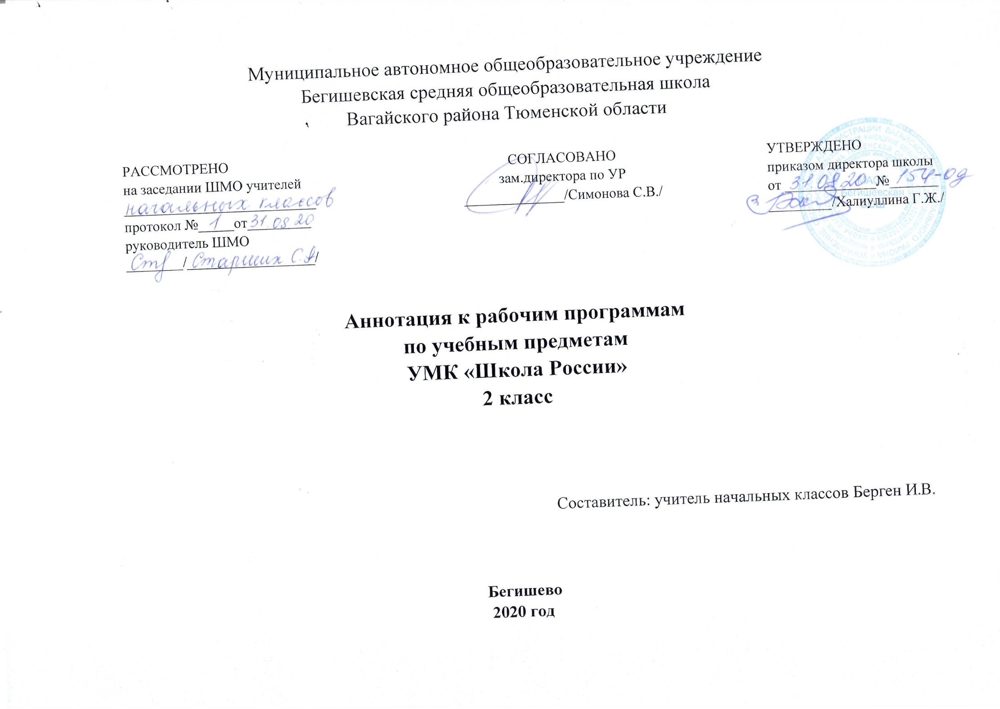 Муниципальное автономное общеобразовательное учреждение
Бегишевская средняя общеобразовательная школа
Вагайского района Тюменской области
РАССМОТРЕНО
на заседании ШМО учителей
начальных классов
протокол № 1 от 31.08.20
руководитель ШМО
/ Старших С.А/
СОГЛАСОВАНО
зам.директора по УР
/Симонова С.В./
УТВЕРЖДЕНО
приказом директора школы
от 31.08.20 № 154-од
/Халиуллина Г.Ж./
Бегишевская
Аннотация к рабочим программам
по учебным предметам
УМК «Школа России»
2 класс
Составитель: учитель начальных классов Берген И.В.
Бегишево
2020 год